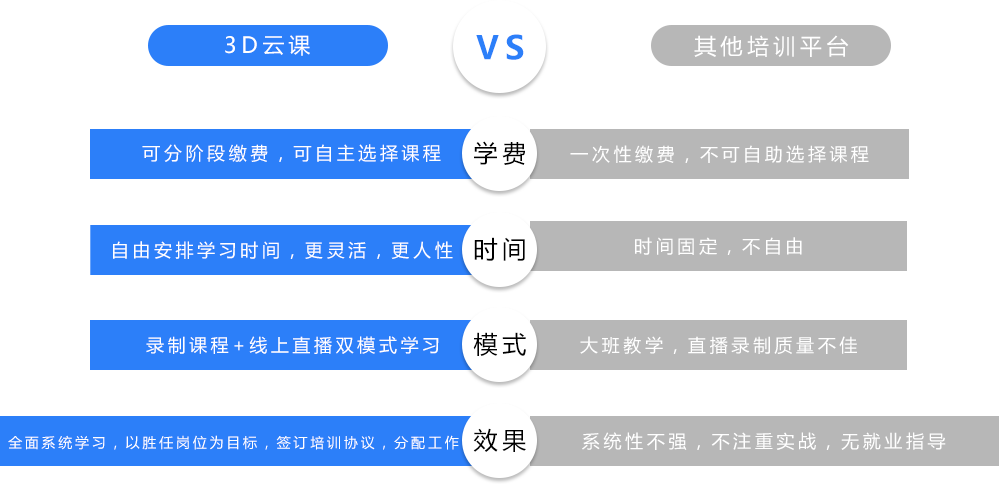 3D云课
VS
其他培训平台
可分阶段缴费，可自主选择课程
学费
一次性缴费，不可自助选择课程
自由安排学习时间，更灵活，更人性
时间
时间固定，不自由
录制课程+线上直播双模式学习
模式
大班教学，直播录制质量不佳
全面系统学习，以胜任岗位为目标，签订培训协议，分配工作
效果
系统性不强，不注重实战，无就业指导